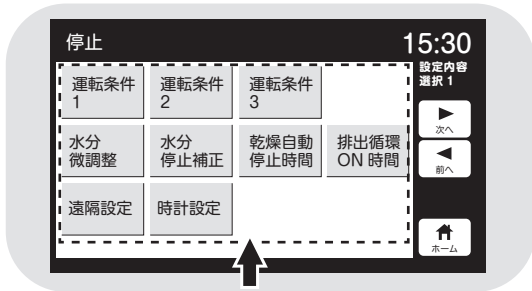 停止
15:30
設定内容
選択 1
運転条件
1
運転条件
2
運転条件
3
次へ
水分
微調整
水分
停止補正
乾燥自動
停止時間
排出循環
ON 時間
前へ
遠隔設定
時計設定
ホーム